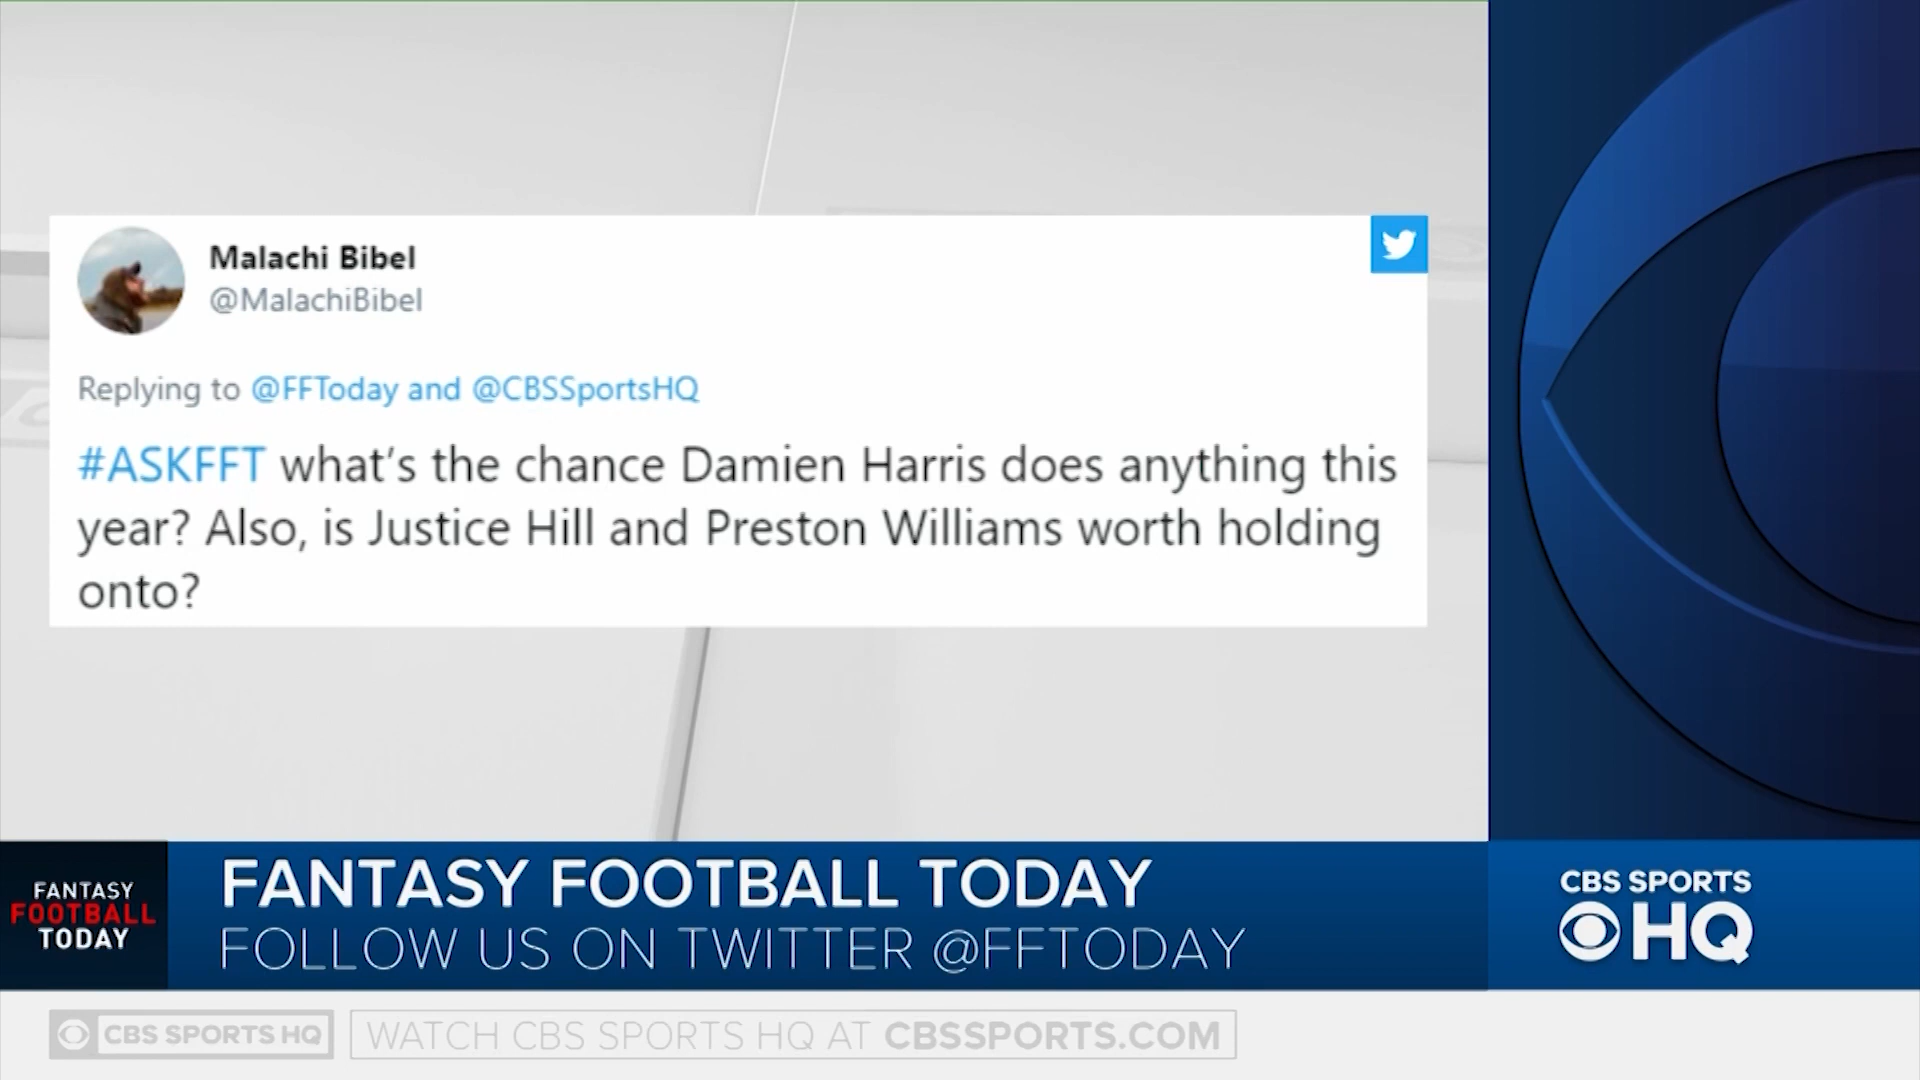 Malachi Bibel
@MalachiBibel
Replying to @FFToday and @CBSSportsHQ
#ASKFFT what's the chance Damien Harris does anything this
year? Also, is Justice Hill and Preston Williams worth holding
onto?
FANTASY
FOOTBALL
TODAY
FANTASY FOOTBALL TODAY
FOLLOW US ON TWITTER @FFTODAY
CBS SPORTS
HQ
CBS SPORTS HQ
WATCH CBS SPORTS HQ AT CBSSPORTS.COM